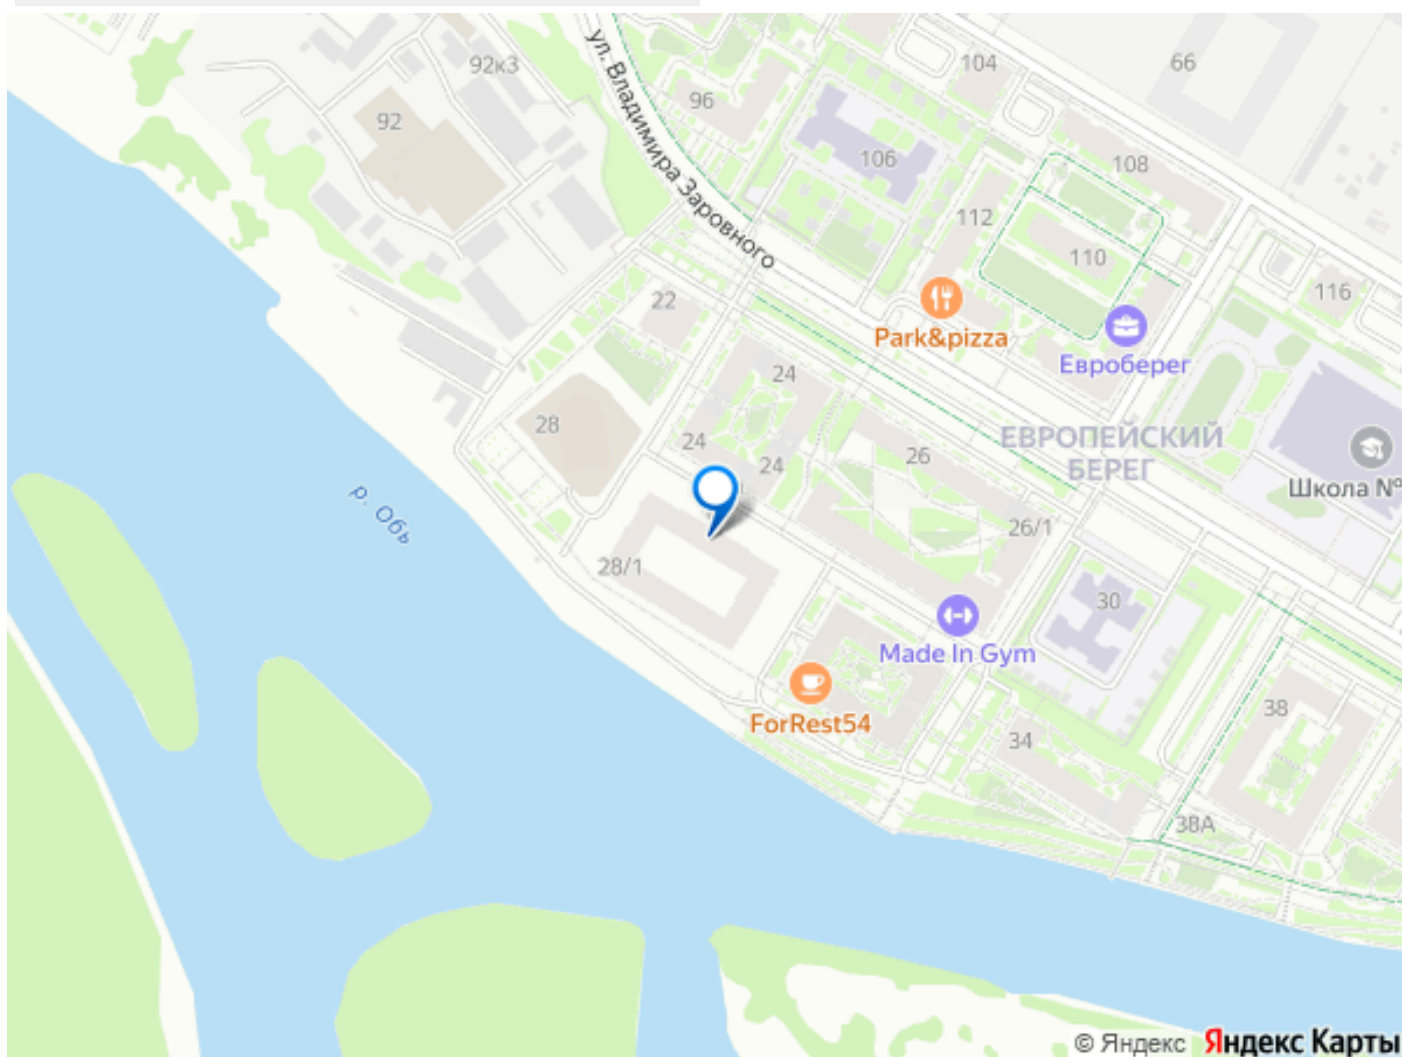 92к3
104
66
ул. Владимира Заровного
96
92
106
108
112
110
22
116
Park&pizza
Евроберег
24
28
24
24
26
ЕВРОПЕЙСКИЙ
БЕРЕГ
Школа №
р. Обь
26/1
28/1
30
Made In Gym
ForRest54
38
34
38А
© Яндекс Яндекс Карты